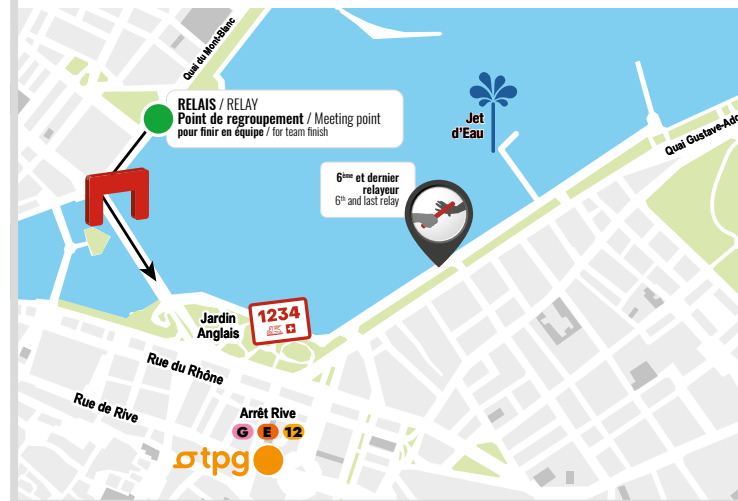 Quai du Mont-Blanc
RELAIS / RELAY
Point de regroupement / Meeting point
pour finir en équipe / for team finish
Jet
d'Eau
Quai Gustave-Ado
6ème et dernier
relayeur
6th and last relay
1234
Jardin
Anglais
Rue du Rhône
Rue de Rive
Arrêt Rive
G E 12
tpg